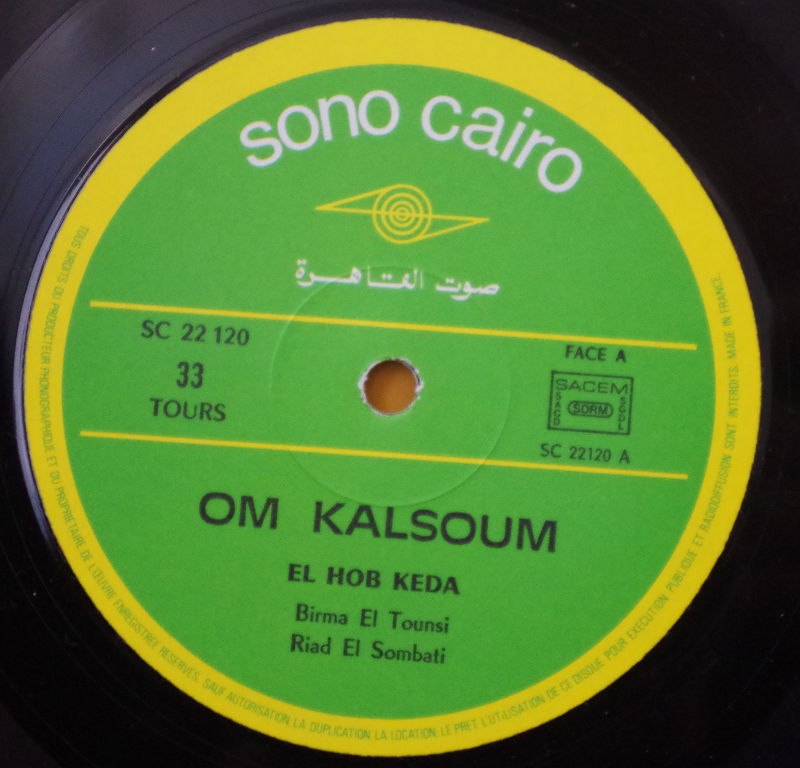 sono cairo
صوت القاهرة
SC 22 120
33
TOURS
FACE A
SACEM
SACD
SDRM
SGDL
SC 22120 A
OM KALSOUM
EL HOB KEDA
Birma El Tounsi
Riad El Sombati
TOUS DROITS DU PRODUCTEUR PHONOGRAPHIQUE ET DU PROPRIETAIRE DE L'ŒUVRE ENREGISTREE RESERVES. SAUF AUTORISATION LA DUPLICATION, LA LOCATION, LE PRET, L'UTILISATION DE CE DISQUE POUR EXECUTION PUBLIQUE ET RADIODIFFUSION SONT INTERDITS. MADE IN FRANCE.